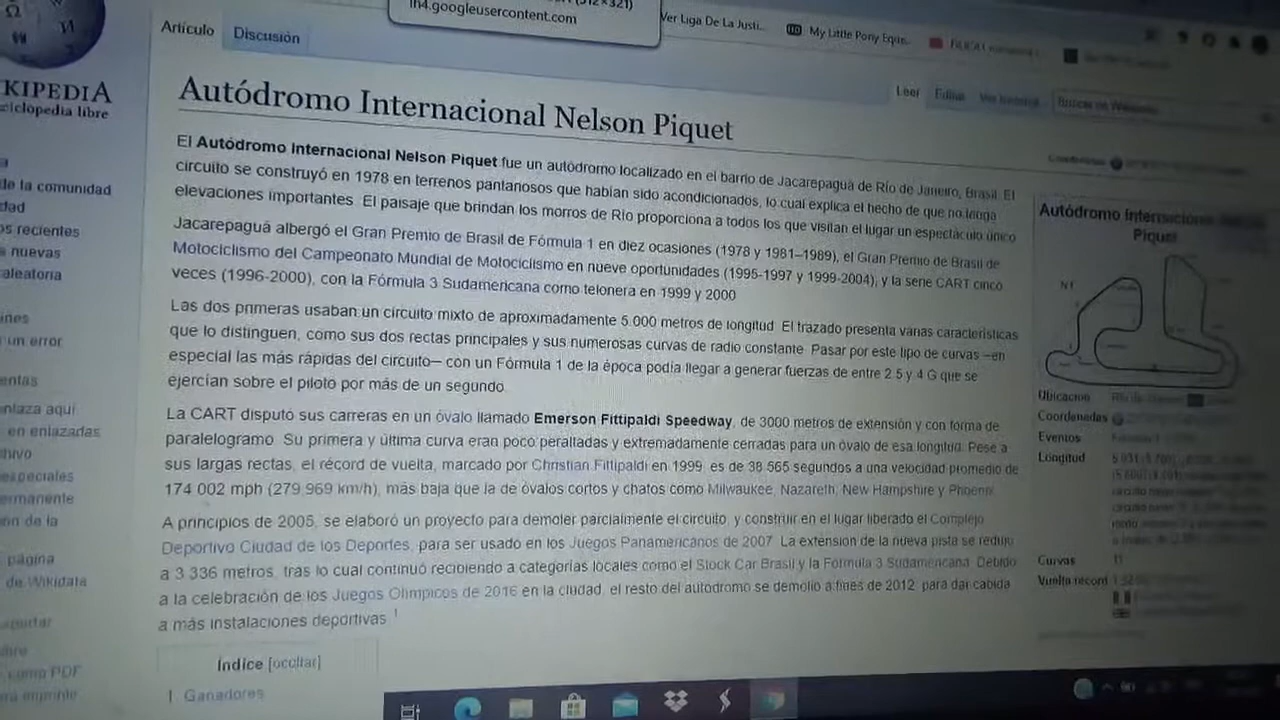 lh4.googleusercontent.com
Ver Liga De La Justi...
My Little Pony Eque...
Artículo
Discusión
Leer
KIPEDIA
ciclopedia libre
Autódromo Internacional Nelson Piquet
El Autódromo Internacional Nelson Piquet fue un autódromo localizado en el barrio de Jacarepaguá de Río de Janeiro, Brasil. El
circuito se construyó en 1978 en terrenos pantanosos que habían sido acondicionados, lo cual explica el hecho de que no tenga
elevaciones importantes. El paisaje que brindan los morros de Río proporciona a todos los que visitan el lugar un espectáculo único
Jacarepaguá albergó el Gran Premio de Brasil de Fórmula 1 en diez ocasiones (1978 y 1981–1989), el Gran Premio de Brasil de
Motociclismo del Campeonato Mundial de Motociclismo en nueve oportunidades (1995-1997 y 1999-2004), y la serie CART cinco
veces (1996-2000), con la Fórmula 3 Sudamericana como telonera en 1999 y 2000
Las dos primeras usaban un circuito mixto de aproximadamente 5.000 metros de longitud. El trazado presenta varias características
que lo distinguen, como sus dos rectas principales y sus numerosas curvas de radio constante. Pasar por este tipo de curvas —en
especial las más rápidas del circuito— con un Fórmula 1 de la época podía llegar a generar fuerzas de entre 2.5 y 4 G que se
ejercían sobre el piloto por más de un segundo
La CART disputó sus carreras en un óvalo llamado Emerson Fittipaldi Speedway, de 3000 metros de extensión y con forma de
paralelogramo. Su primera y última curva eran poco peraltadas y extremadamente cerradas para un óvalo de esa longitud. Pese a
sus largas rectas, el récord de vuelta, marcado por Christian Fittipaldi en 1999, es de 38.565 segundos a una velocidad promedio de
174.002 mph (279.969 km/h), más baja que la de óvalos cortos y chatos como Milwaukee, Nazareth, New Hampshire y Phoenix
A principios de 2005, se elaboró un proyecto para demoler parcialmente el circuito, y construir en el lugar liberado el Complejo
Deportivo Ciudad de los Deportes, para ser usado en los Juegos Panamericanos de 2007. La extensión de la nueva pista se redujo
a 3.336 metros, tras lo cual continuó recibiendo a categorías locales como el Stock Car Brasil y la Fórmula 3 Sudamericana. Debido
a la celebración de los Juegos Olímpicos de 2016 en la ciudad, el resto del autódromo se demolió a fines de 2012, para dar cabida
a más instalaciones deportivas. 1
Índice [ocultar]
1 Ganadores
de la comunidad
dad
os recientes
s nuevas
aleatoria
ines
un error
entas
enlaza aquí
en enlazadas
chivo
especiales
ermanente
ón de la
página
de Wikidata
como PDF
Autódromo Internacional
Piquet
Ubicación
Coordenadas
Eventos
Longitud
Curvas
11
Vuelta récord